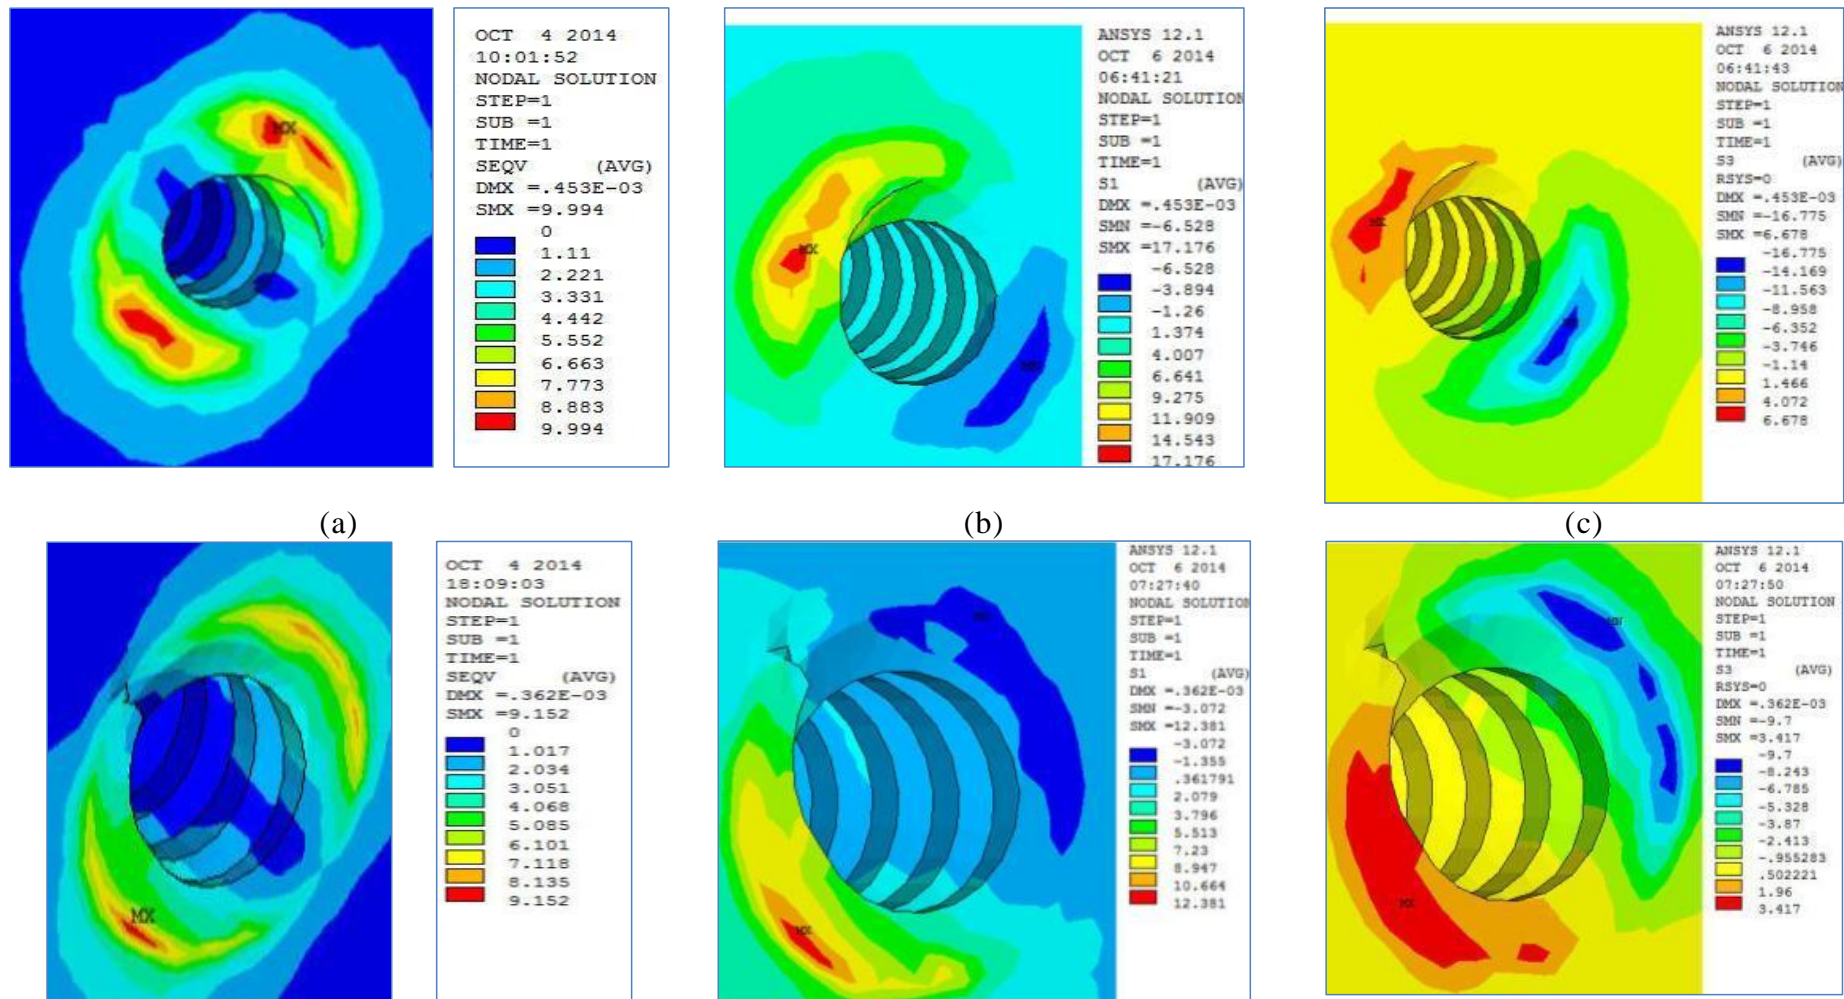 MX
OCT 4 2014
10:01:52
NODAL SOLUTION
STEP=1
SUB =1
TIME=1
SEQV (AVG)
DMX =.453E-03
SMX =9.994
0
1.11
2.221
3.331
4.442
5.552
6.663
7.773
8.883
9.994
(a)
MX
ANSYS 12.1
OCT 6 2014
06:41:21
NODAL SOLUTION
STEP=1
SUB =1
TIME=1
S1 (AVG)
DMX =.453E-03
SMN =-6.528
SMX =17.176
-6.528
-3.894
-1.26
1.374
4.007
6.641
9.275
11.909
14.543
17.176
(b)
MX
ANSYS 12.1
OCT 6 2014
06:41:43
NODAL SOLUTION
STEP=1
SUB =1
TIME=1
S3 (AVG)
RSYS=0
DMX =.453E-03
SMN =-16.775
SMX =6.678
-16.775
-14.169
-11.563
-8.958
-6.352
-3.746
-1.14
1.466
4.072
6.678
(c)
MX
OCT 4 2014
18:09:03
NODAL SOLUTION
STEP=1
SUB =1
TIME=1
SEQV (AVG)
DMX =.362E-03
SMX =9.152
0
1.017
2.034
3.051
4.068
5.085
6.101
7.118
8.135
9.152
MX
ANSYS 12.1
OCT 6 2014
07:27:40
NODAL SOLUTION
STEP=1
SUB =1
TIME=1
S1 (AVG)
DMX =.362E-03
SMN =-3.072
SMX =12.381
-3.072
-1.355
.361791
2.079
3.796
5.513
7.23
8.947
10.664
12.381
MN
MX
ANSYS 12.1
OCT 6 2014
07:27:50
NODAL SOLUTION
STEP=1
SUB =1
TIME=1
S3 (AVG)
RSYS=0
DMX =.362E-03
SMN =-9.7
SMX =3.417
-9.7
-8.243
-6.785
-5.328
-3.87
-2.413
-.955283
.502221
1.96
3.417